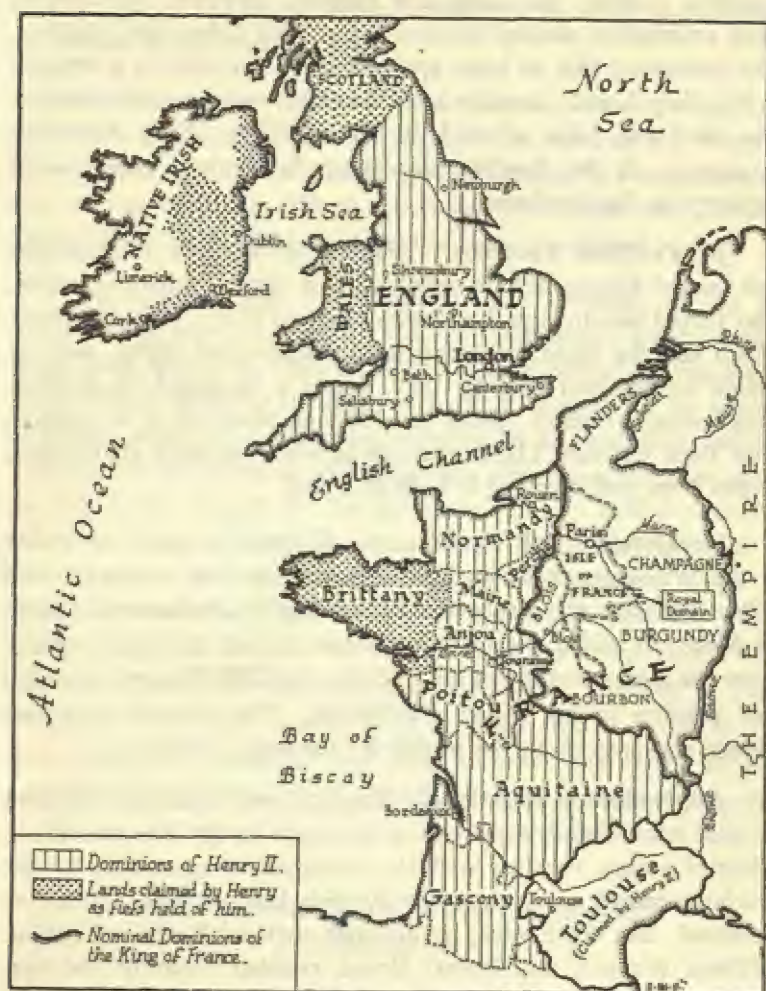 North
Sea
SCOTLAND
NATIVE IRISH
Irish Sea
Newburgh
Dublin
Limerick
Wexford
Cork
WALES
Shrewsbury
ENGLAND
Northampton
London
Bath
Canterbury
Salisbury
English Channel
Atlantic Ocean
FLANDERS
Rhine
Meuse
THE EMPIRE
Rouen
Normandy
Perche
Paris
Marne
ISLE
OF
FRANCE
CHAMPAGNE
Royal
Domain
BLOIS
Blois
BURGUNDY
Brittany
Maine
Anjou
Touraine
Poitou
FRANCE
BOURBON
Bay of
Biscay
Aquitaine
Bordeaux
Gascony
Toulouse
Toulouse
(Claimed by Henry II)
Dominions of Henry II.
Lands claimed by Henry
as fiefs held of him.
Nominal Dominions of
the King of France.